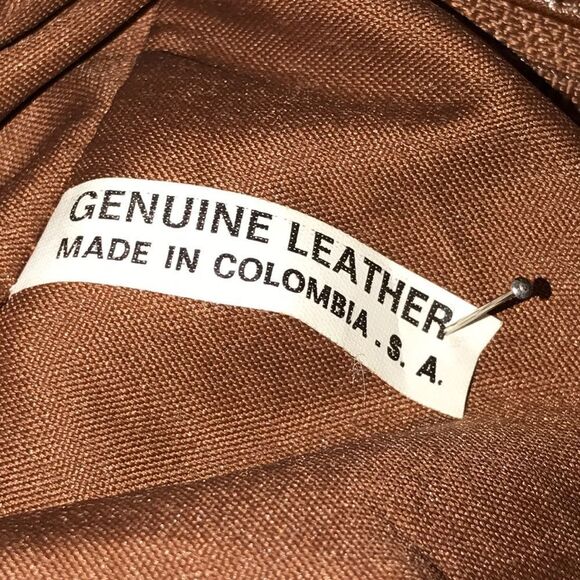 GENUINE LEATHER
MADE IN COLOMBIA . S. A.